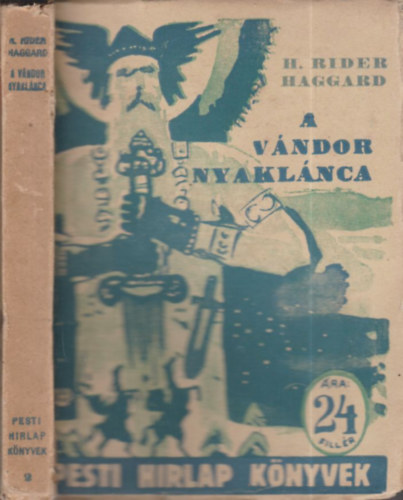 H. RIDER
HAGGARD
A VÁNDOR
NYAKLÁNCA
PESTI
HIRLAP
KÖNYVEK
2
H. RIDER
HAGGARD
A
VÁNDOR
NYAKLÁNCA
ÁRA:
24
FILLÉR
PESTI HIRLAP KÖNYVEK